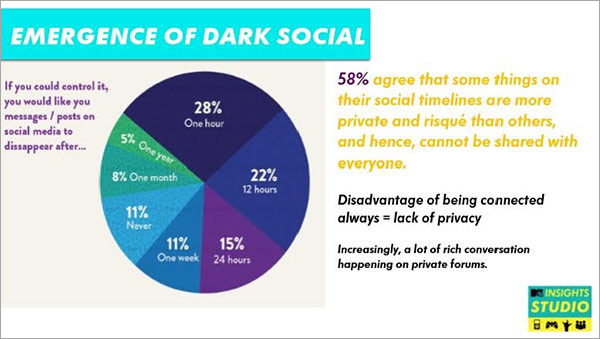 EMERGENCE OF DARK SOCIAL
If you could control it,
you would like you
messages / posts on
social media to
dissappear after...
28%
One hour
22%
12 hours
15%
24 hours
11%
One week
11%
Never
8% One month
5% One year
58% agree that some things on
their social timelines are more
private and risqué than others,
and hence, cannot be shared with
everyone.
Disadvantage of being connected
always = lack of privacy
Increasingly, a lot of rich conversation
happening on private forums.
MTV INSIGHTS
STUDIO